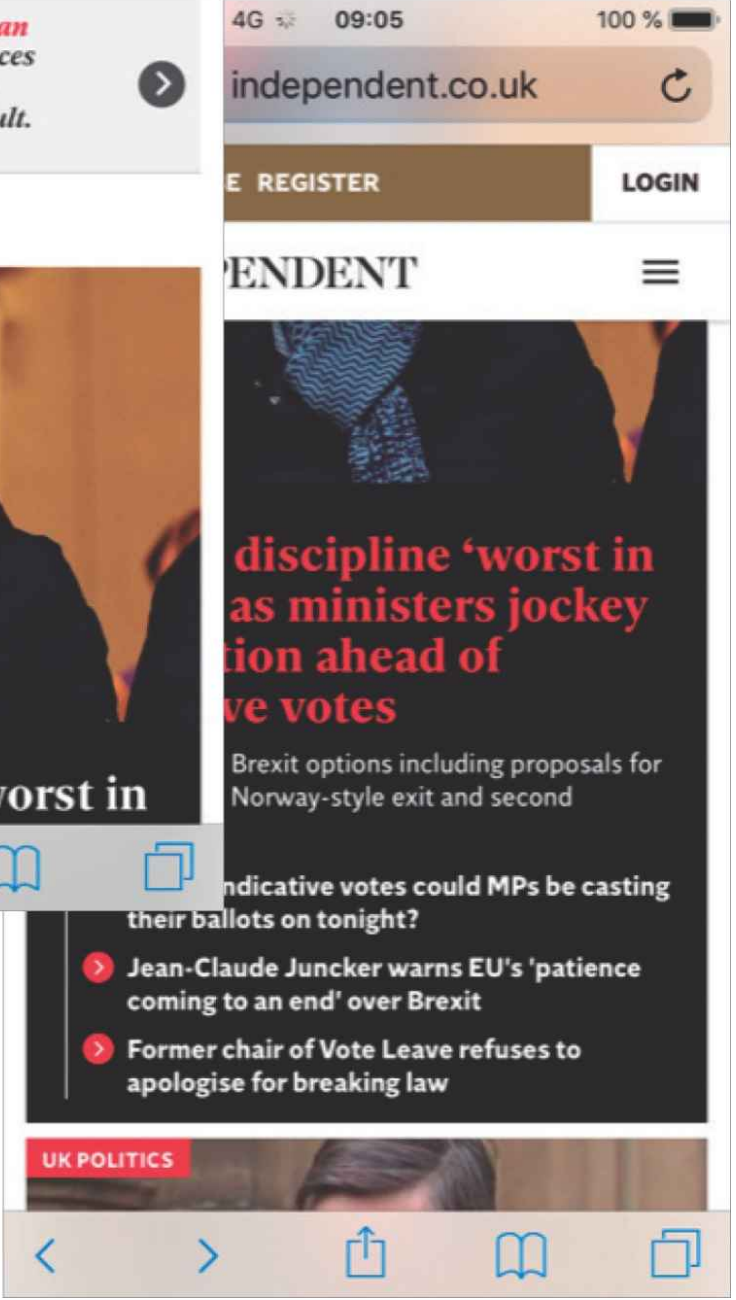 an
ces
ult.
worst in
4G 09:05 100 %
independent.co.uk
E REGISTER LOGIN
PENDENT
discipline ‘worst in
as ministers jockey
tion ahead of
ve votes
Brexit options including proposals for
Norway-style exit and second
ndicative votes could MPs be casting
their ballots on tonight?
Jean-Claude Juncker warns EU's 'patience
coming to an end' over Brexit
Former chair of Vote Leave refuses to
apologise for breaking law
UK POLITICS